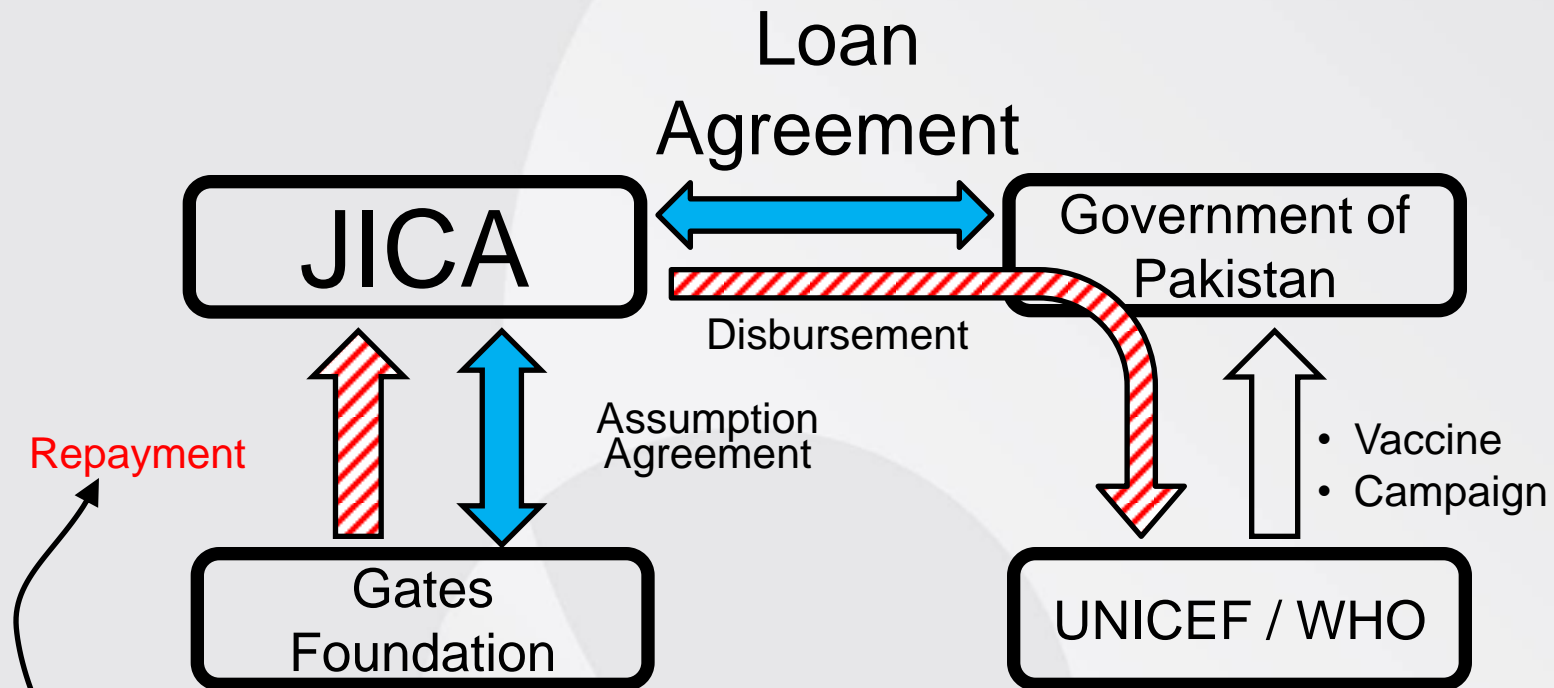 Loan
Agreement
JICA
Government of
Pakistan
Disbursement
Repayment
Assumption
Agreement
• Vaccine
• Campaign
Gates
Foundation
UNICEF / WHO